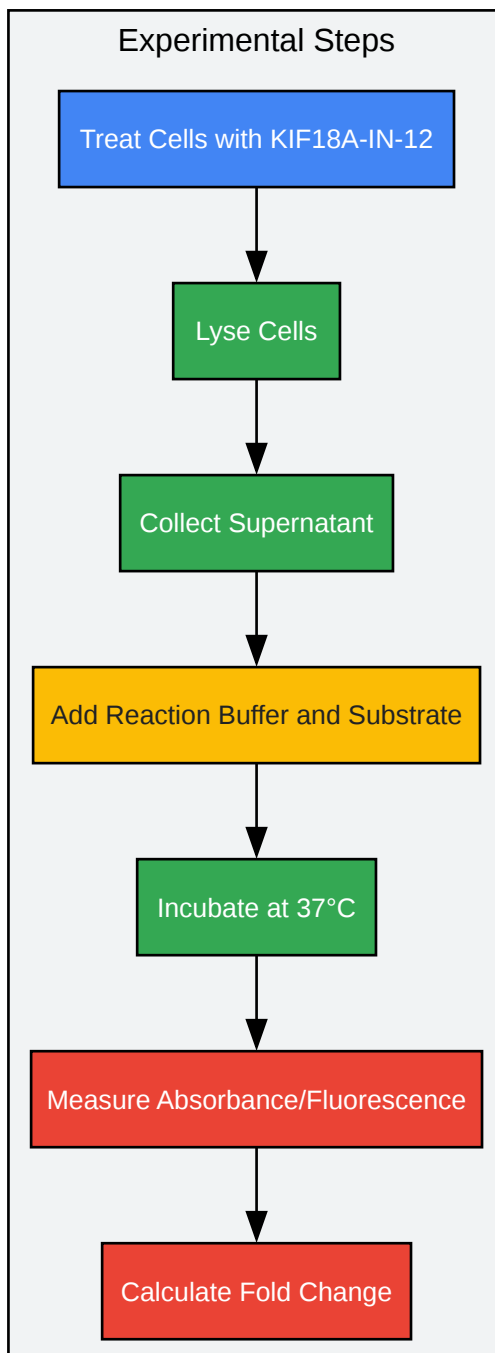 Experimental Steps
Treat Cells with KIF18A-IN-12
Lyse Cells
Collect Supernatant
Add Reaction Buffer and Substrate
Incubate at 37°C
Measure Absorbance/Fluorescence
Calculate Fold Change